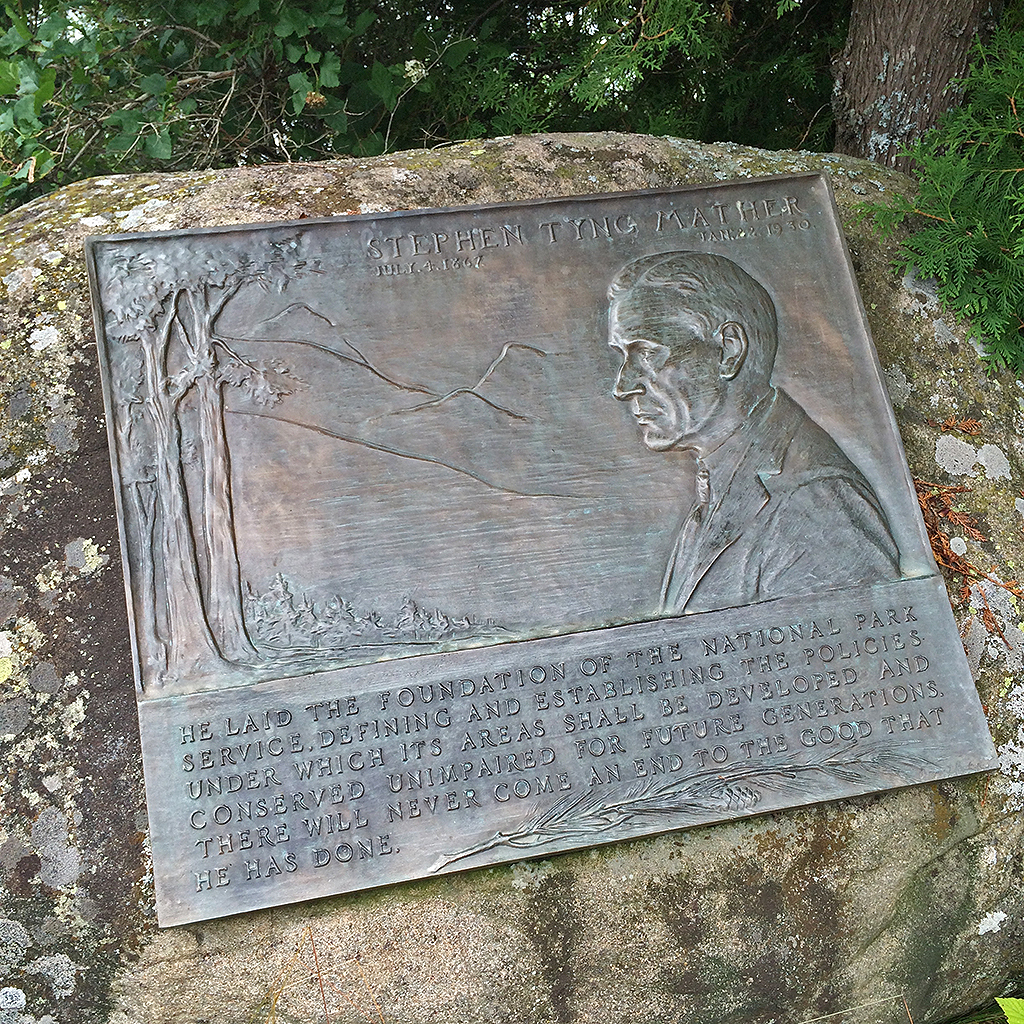 STEPHEN TYNG MATHER
JULY. 4. 1867 JAN. 22. 1930.
HE LAID THE FOUNDATION OF THE NATIONAL PARK
SERVICE, DEFINING AND ESTABLISHING THE POLICIES
UNDER WHICH ITS AREAS SHALL BE DEVELOPED AND
CONSERVED UNIMPAIRED FOR FUTURE GENERATIONS.
THERE WILL NEVER COME AN END TO THE GOOD THAT
HE HAS DONE.